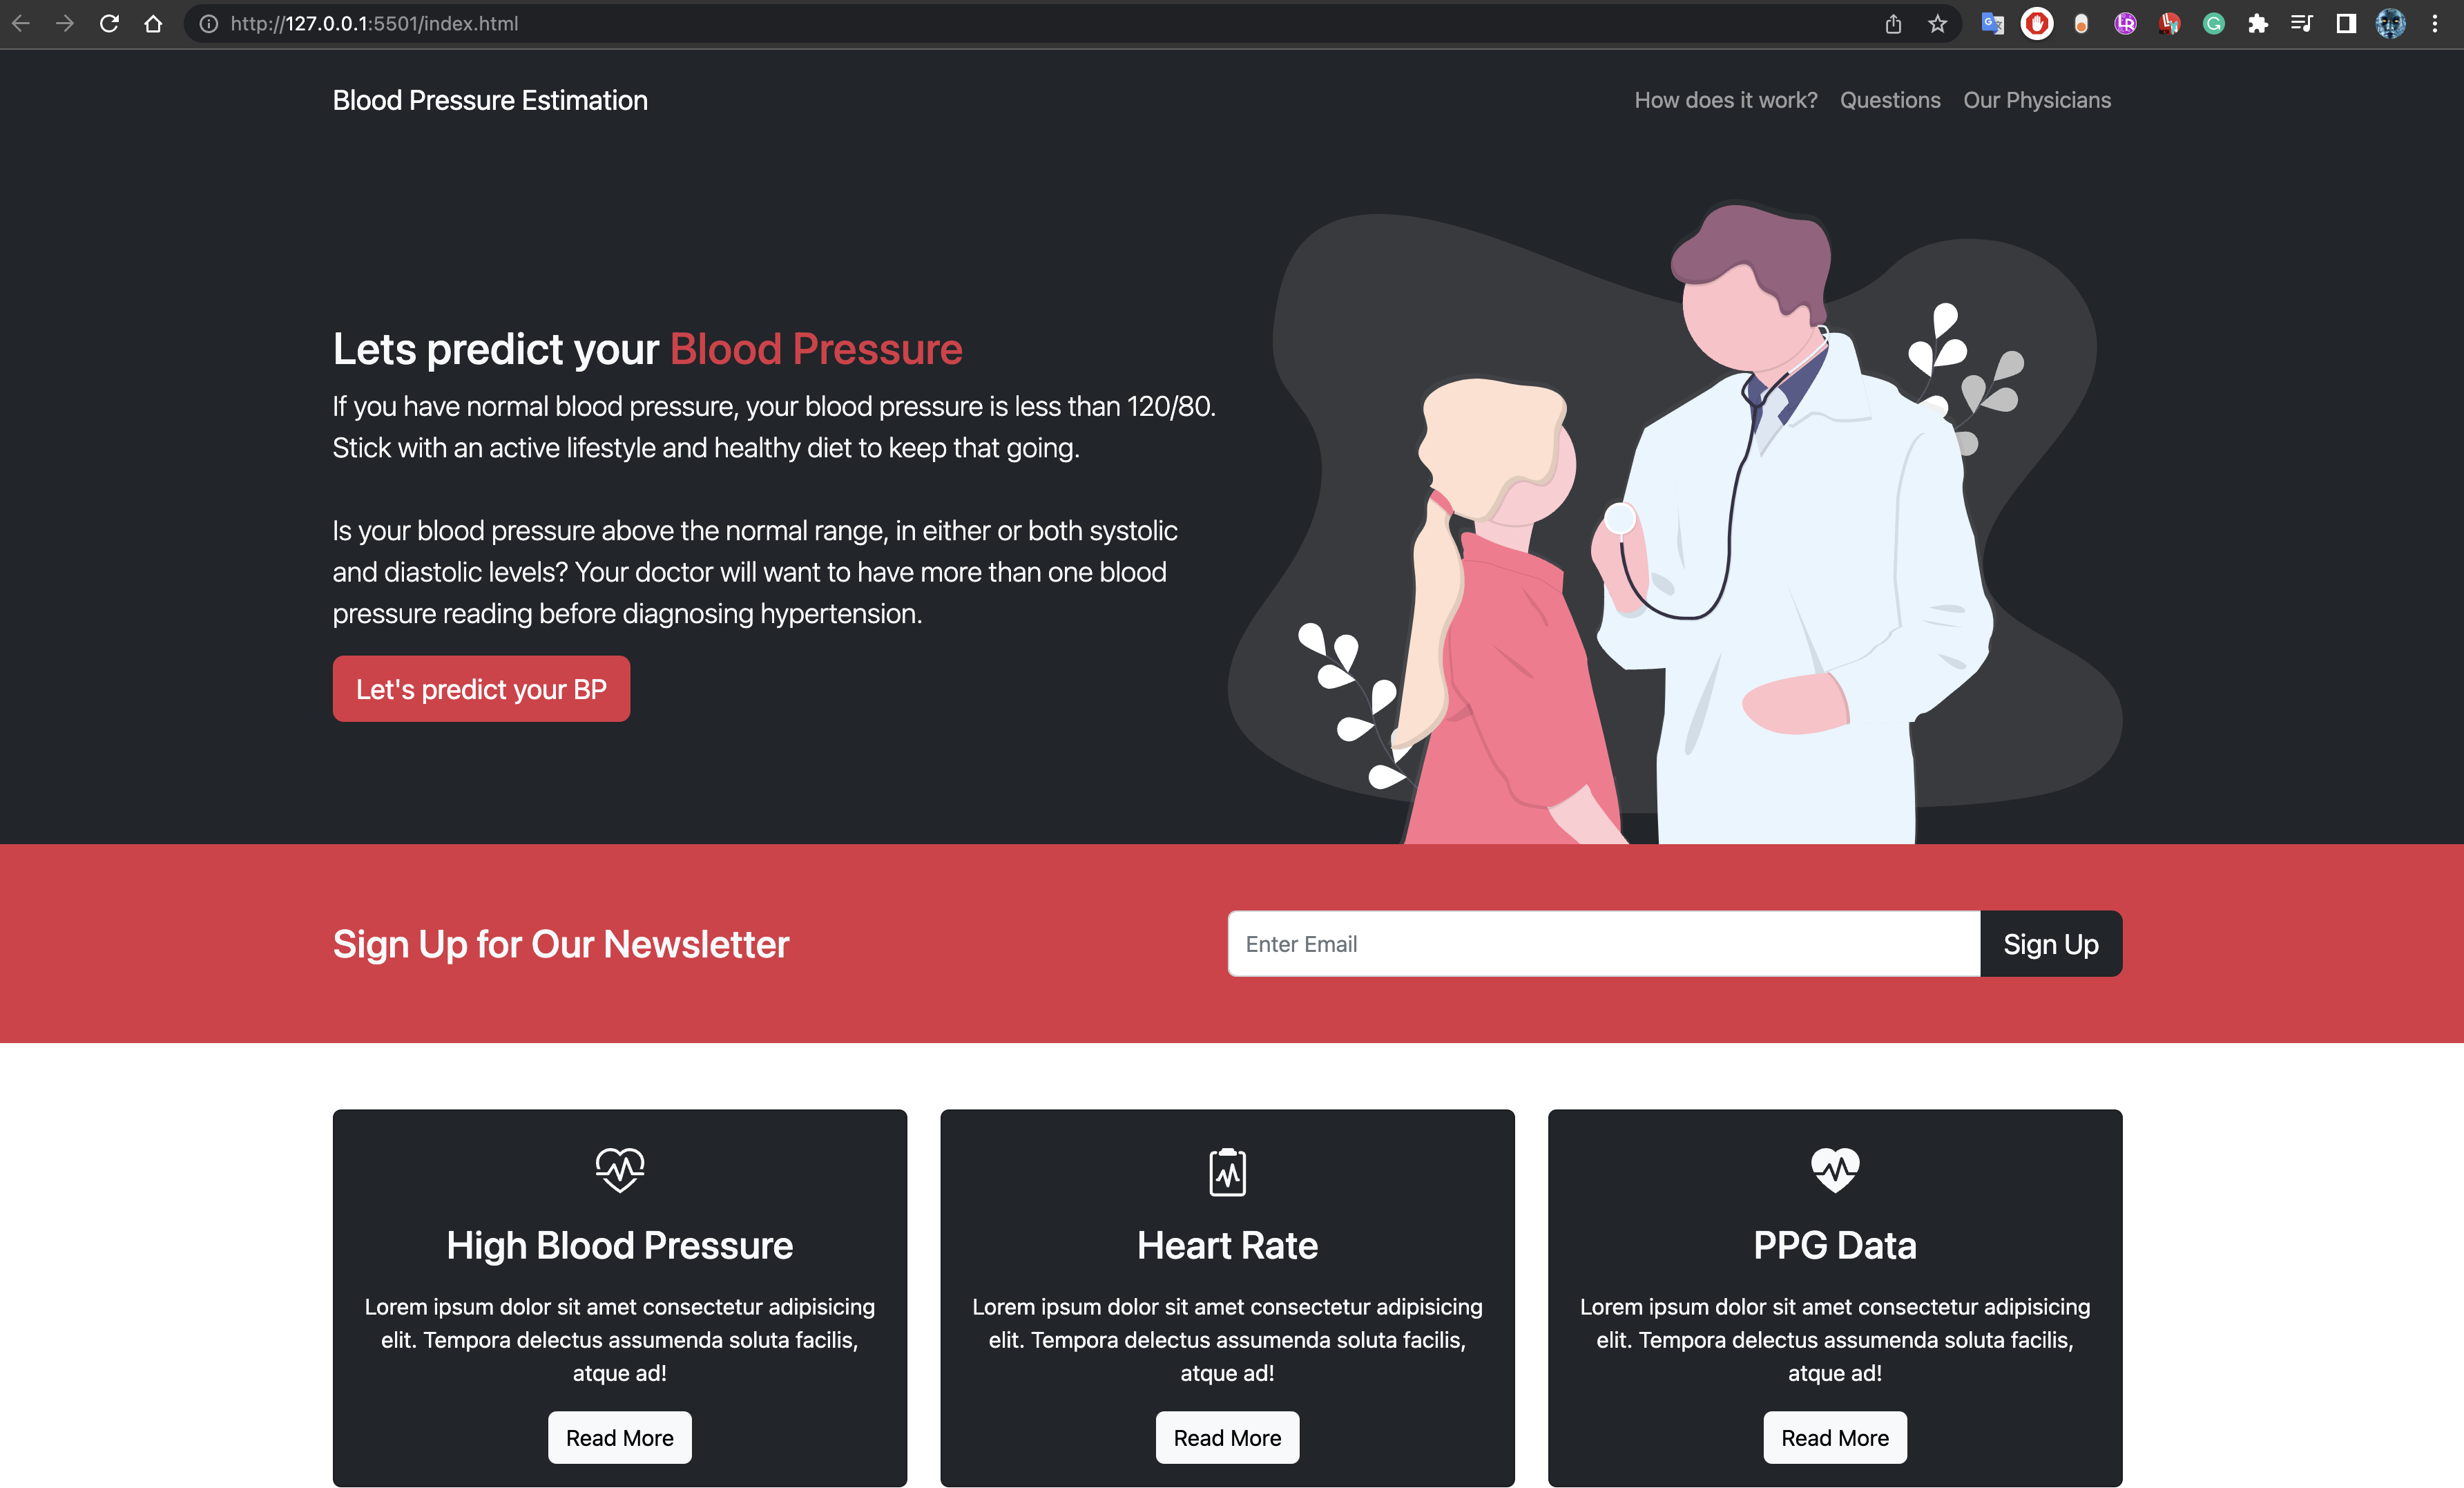 http://127.0.0.1:5501/index.html
Blood Pressure Estimation
How does it work? Questions Our Physicians
Lets predict your Blood Pressure
If you have normal blood pressure, your blood pressure is less than 120/80.
Stick with an active lifestyle and healthy diet to keep that going.
Is your blood pressure above the normal range, in either or both systolic
and diastolic levels? Your doctor will want to have more than one blood
pressure reading before diagnosing hypertension.
Let's predict your BP
Sign Up for Our Newsletter
Enter Email
Sign Up
High Blood Pressure
Lorem ipsum dolor sit amet consectetur adipisicing
elit. Tempora delectus assumenda soluta facilis,
atque ad!
Read More
Heart Rate
Lorem ipsum dolor sit amet consectetur adipisicing
elit. Tempora delectus assumenda soluta facilis,
atque ad!
Read More
PPG Data
Lorem ipsum dolor sit amet consectetur adipisicing
elit. Tempora delectus assumenda soluta facilis,
atque ad!
Read More